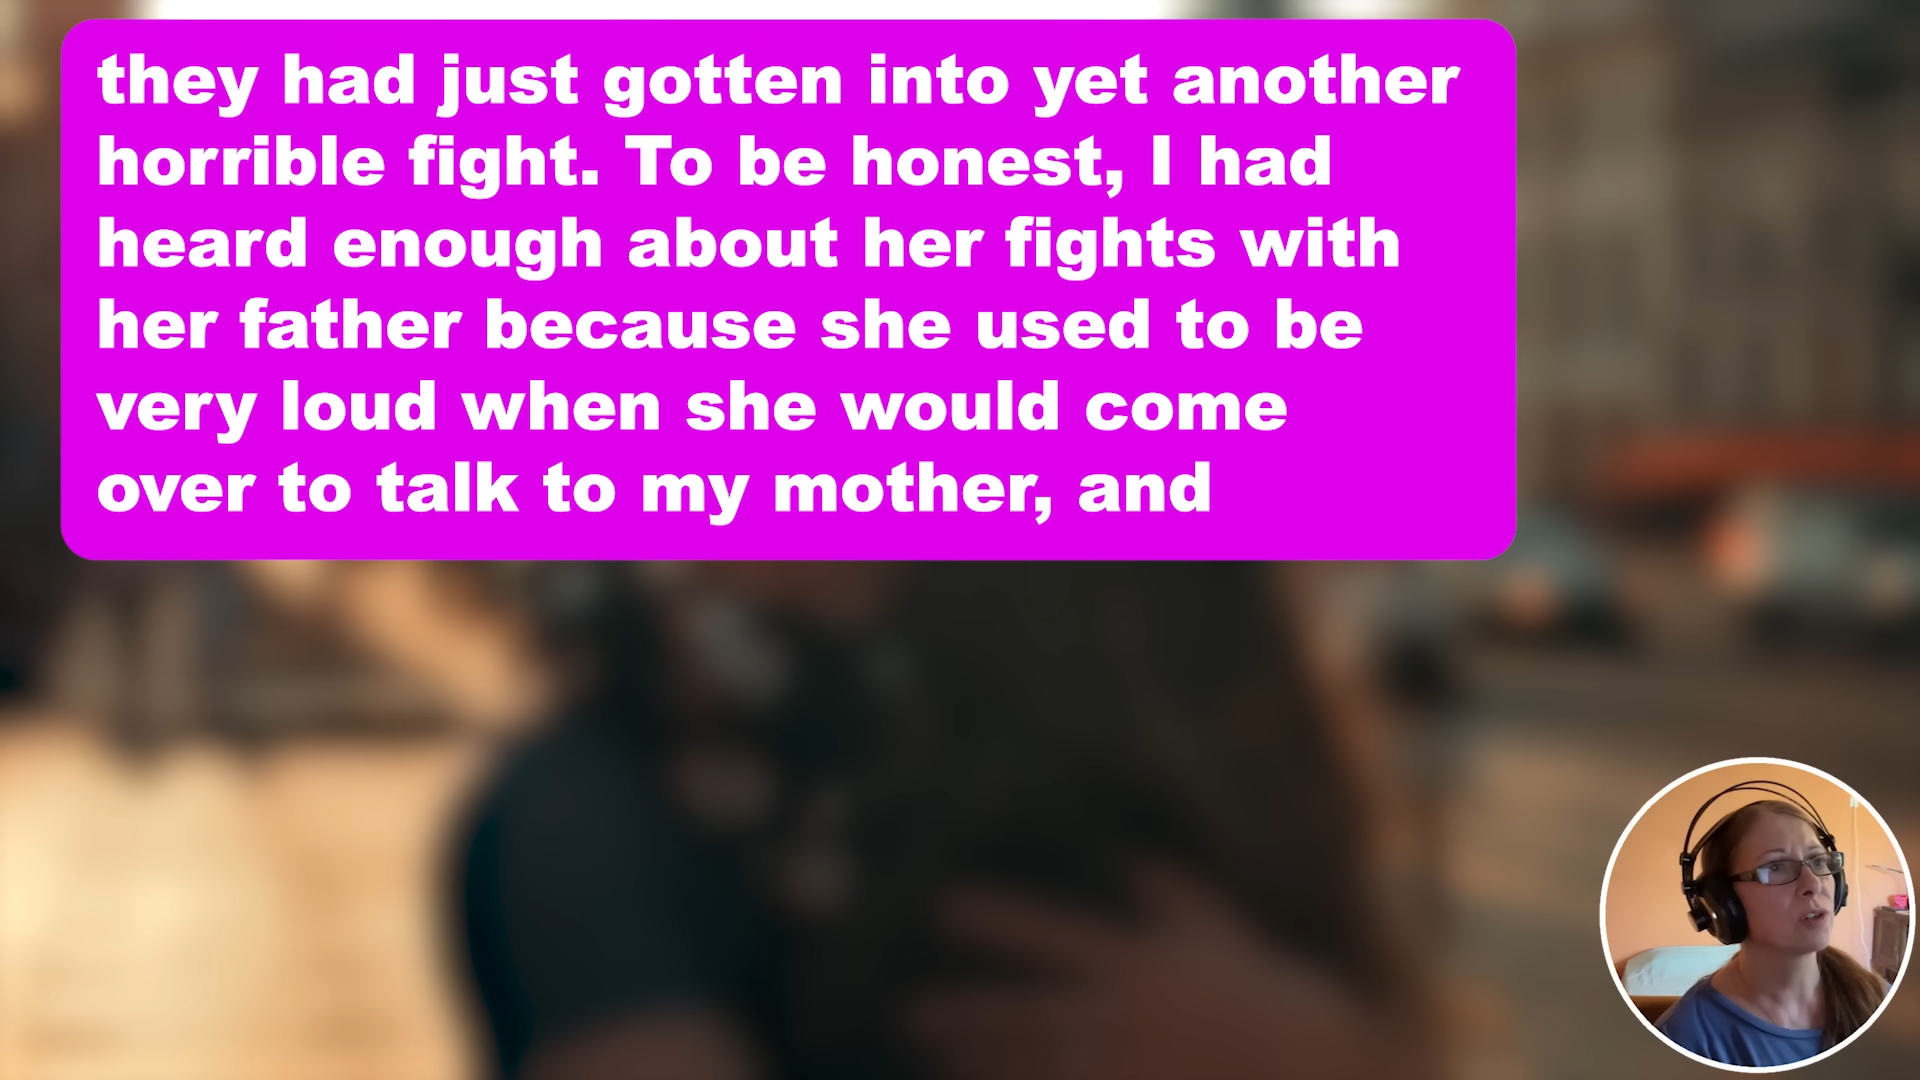 they had just gotten into yet another
horrible fight. To be honest, I had
heard enough about her fights with
her father because she used to be
very loud when she would come
over to talk to my mother, and